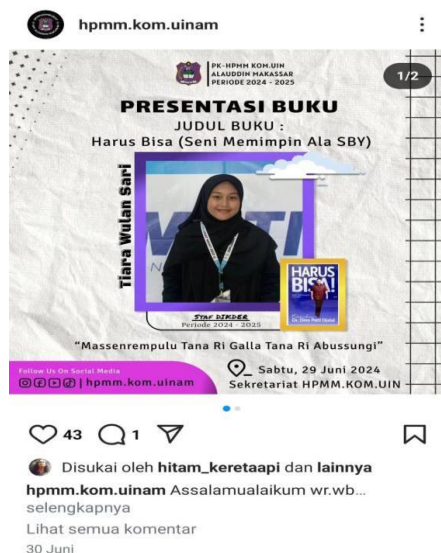 hpmm.kom.uinam
PK-HPMM KOM.UIN
ALAUDDIN MAKASSAR
PERIODE 2024 - 2025
1/2
PRESENTASI BUKU
JUDUL BUKU :
Harus Bisa (Seni Memimpin Ala SBY)
Tiara Wulan Sari
HARUS
BISA!
STAF DIKDER
Periode 2024 - 2025
“Massenrempulu Tana Ri Galla Tana Ri Abussungi”
Follow Us On Social Media
| hpmm.kom.uinam
Sabtu, 29 Juni 2024
Sekretariat HPMM.KOM.UIN
43 1
Disukai oleh hitam_keretaapi dan lainnya
hpmm.kom.uinam Assalamualaikum wr.wb...
selengkapnya
Lihat semua komentar
30 Juni